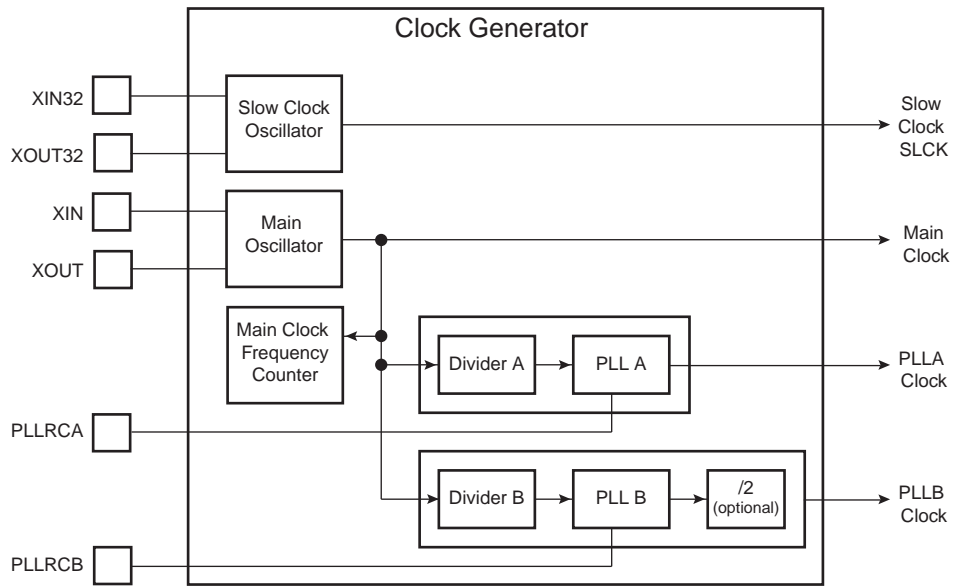 Clock Generator
XIN32
XOUT32
Slow Clock
Oscillator
Slow
Clock
SLCK
XIN
XOUT
Main
Oscillator
Main
Clock
Main Clock
Frequency
Counter
Divider A
PLL A
PLLA
Clock
PLLRCA
Divider B
PLL B
/2
(optional)
PLLB
Clock
PLLRCB